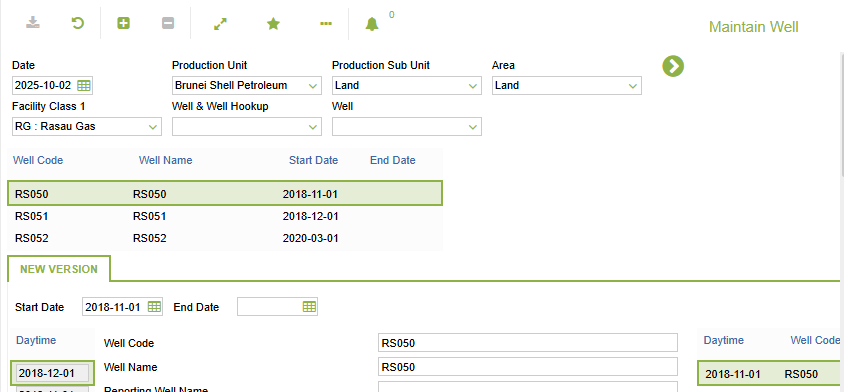 0
Maintain Well
Date Production Unit Production Sub Unit Area
2025-10-02 Brunei Shell Petroleum Land Land
Facility Class 1 Well & Well Hookup Well
RG : Rasau Gas
Well Code Well Name Start Date End Date
RS050 RS050 2018-11-01
RS051 RS051 2018-12-01
RS052 RS052 2020-03-01
NEW VERSION
Start Date 2018-11-01 End Date
Daytime Well Code RS050 Daytime Well Code
2018-12-01 Well Name RS050 2018-11-01 RS050
Reporting Well Name